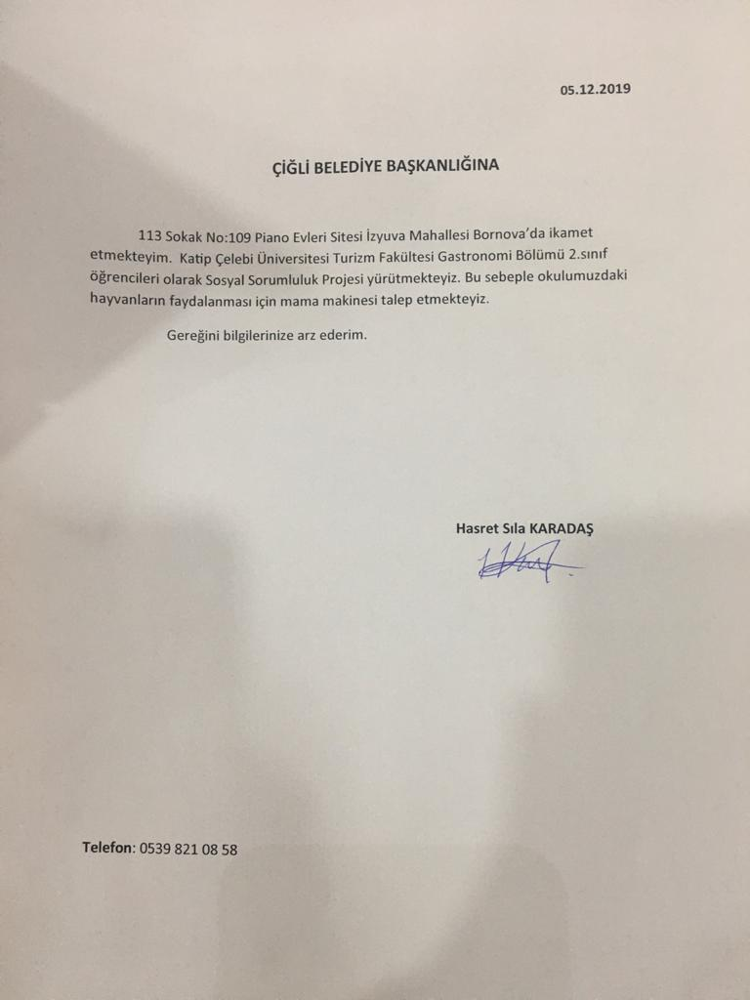 05.12.2019
ÇİĞLİ BELEDİYE BAŞKANLIĞINA
113 Sokak No:109 Piano Evleri Sitesi İzyuva Mahallesi Bornova'da ikamet
etmekteyim. Katip Çelebi Üniversitesi Turizm Fakültesi Gastronomi Bölümü 2.sınıf
öğrencileri olarak Sosyal Sorumluluk Projesi yürütmekteyiz. Bu sebeple okulumuzdaki
hayvanların faydalanması için mama makinesi talep etmekteyiz.
Gereğini bilgilerinize arz ederim.
Hasret Sıla KARADAŞ
Telefon: 0539 821 08 58